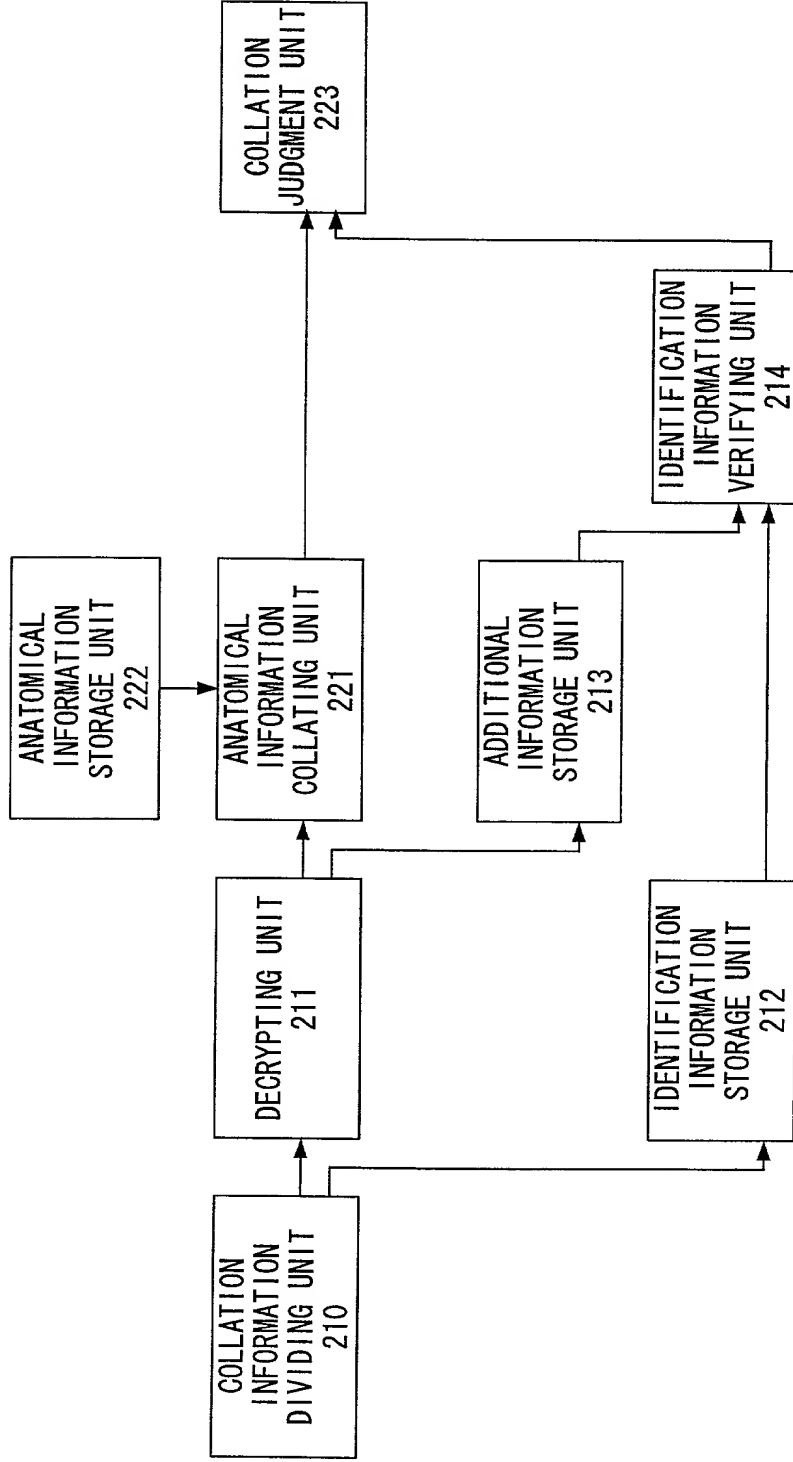 COLLATION
INFORMATION
DIVIDING UNIT
210
DECRYPTING UNIT
211
ANATOMICAL
INFORMATION
STORAGE UNIT
222
ANATOMICAL
INFORMATION
COLLATING UNIT
221
COLLATION
JUDGMENT UNIT
223
ADDITIONAL
INFORMATION
STORAGE UNIT
213
IDENTIFICATION
INFORMATION
STORAGE UNIT
212
IDENTIFICATION
INFORMATION
VERIFYING UNIT
214